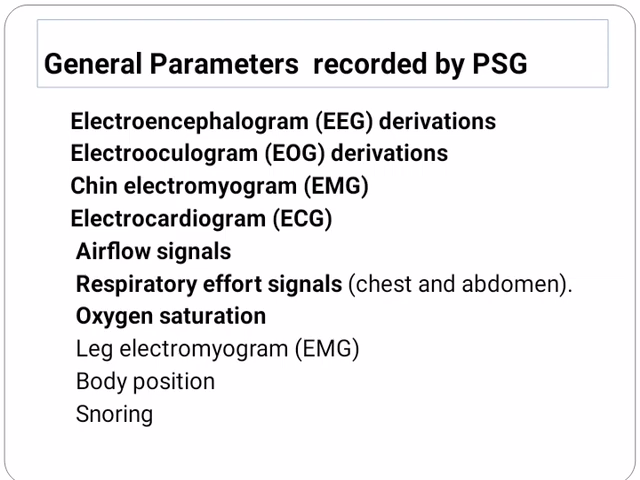 General Parameters recorded by PSG
Electroencephalogram (EEG) derivations
Electrooculogram (EOG) derivations
Chin electromyogram (EMG)
Electrocardiogram (ECG)
Airflow signals
Respiratory effort signals (chest and abdomen).
Oxygen saturation
Leg electromyogram (EMG)
Body position
Snoring